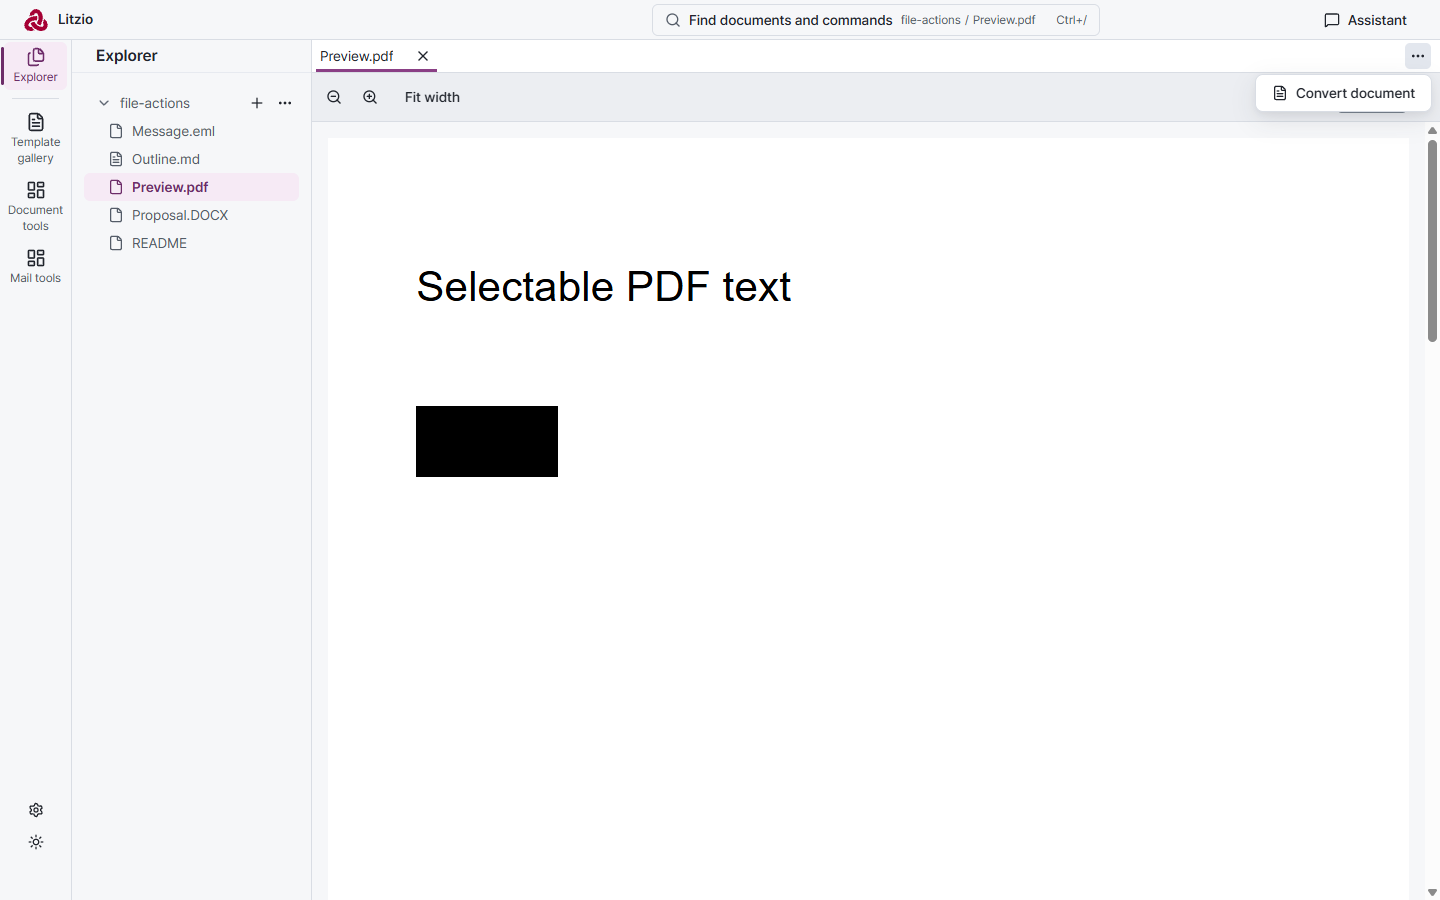 Litzio
Find documents and commands file-actions / Preview.pdf Ctrl+/
Assistant
Explorer
Template gallery
Document tools
Mail tools
Explorer
file-actions
Message.eml
Outline.md
Preview.pdf
Proposal.DOCX
README
Preview.pdf
Fit width
Convert document
Selectable PDF text